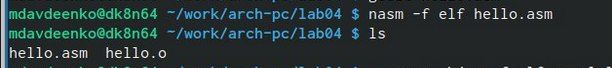 mdavdeenko@dk8n64 ~/work/arch-pc/lab04 $ nasm -f elf hello.asm
mdavdeenko@dk8n64 ~/work/arch-pc/lab04 $ ls
hello.asm  hello.o